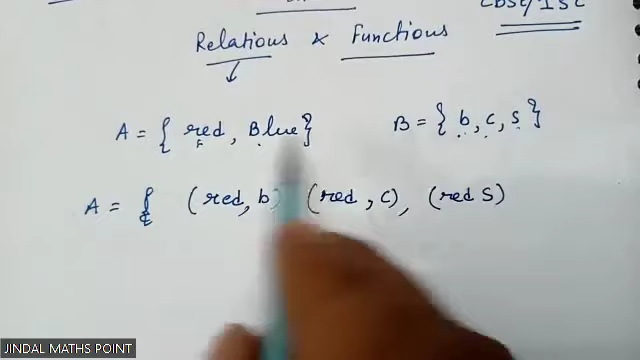 CBSE/ISC
Relations & Functions
A = { red, Blue } B = { b, c, s }
A = { (red, b) (red, c), (red s)
JINDAL MATHS POINT